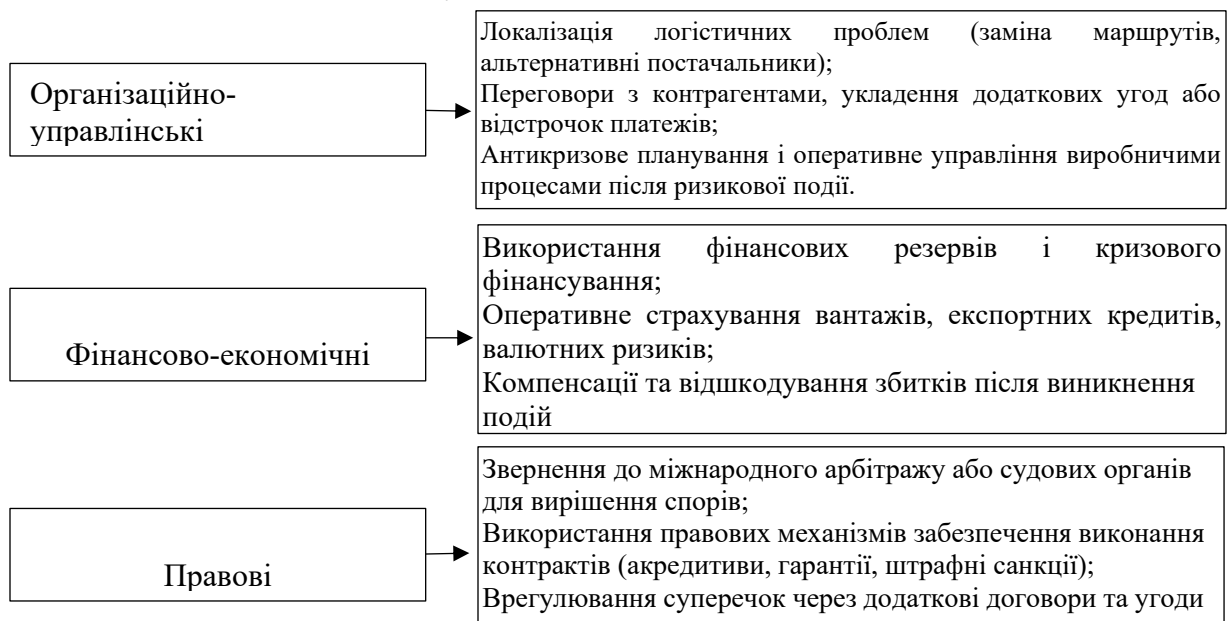 Організаційно-
управлінські
Локалізація логістичних проблем (заміна маршрутів,
альтернативні постачальники);
Переговори з контрагентами, укладення додаткових угод або
відстрочок платежів;
Антикризове планування і оперативне управління виробничими
процесами після ризикової події.
Фінансово-економічні
Використання фінансових резервів і кризового
фінансування;
Оперативне страхування вантажів, експортних кредитів,
валютних ризиків;
Компенсації та відшкодування збитків після виникнення
подій
Правові
Звернення до міжнародного арбітражу або судових органів
для вирішення спорів;
Використання правових механізмів забезпечення виконання
контрактів (акредитиви, гарантії, штрафні санкції);
Врегулювання суперечок через додаткові договори та угоди